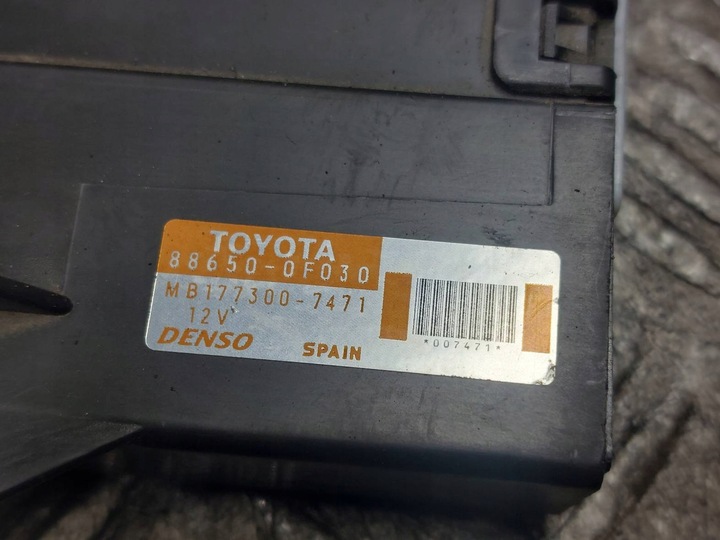 TOYOTA
88650-0F030
MB177300-7471
12V
DENSO SPAIN
*007471*